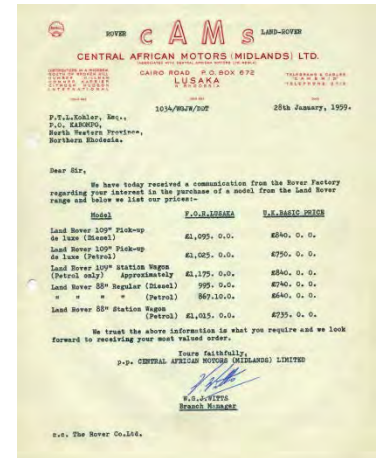 ROVER CAMS LAND-ROVER
CENTRAL AFRICAN MOTORS (MIDLANDS) LTD.
CAIRO ROAD P.O. BOX 672
LUSAKA
N. RHODESIA
1034/WGJW/DOT 28th January, 1959.
P.T.L.Kohler, Esq.,
P.O. KABOMPO,
North Western Province,
Northern Rhodesia.
Dear Sir,
We have today received a communication from the Rover Factory
regarding your interest in the purchase of a model from the Land Rover
range and below we list our prices:-
Model F.O.R.LUSAKA U.K.BASIC PRICE
Land Rover 109" Pick-up
de luxe (Diesel) £1,095. 0.0. £840. 0. 0.
Land Rover 109" Pick-up
de luxe (Petrol) £1,025. 0.0. £750. 0. 0.
Land Rover 109" Station Wagon
(Petrol only) Approximately £1,175. 0.0. £840. 0. 0.
Land Rover 88" Regular (Diesel) 995. 0.0. £740. 0. 0.
" " " " (Petrol) 867.10.0. £640. 0. 0.
Land Rover 88" Station Wagon
(Petrol) £1,015. 0.0. £735. 0. 0.
We trust the above information is what you require and we look
forward to receiving your most valued order.
Yours faithfully,
p.p. CENTRAL AFRICAN MOTORS (MIDLANDS) LIMITED
W.G.J.WITTS
Branch Manager
c.c. The Rover Co.Ltd.